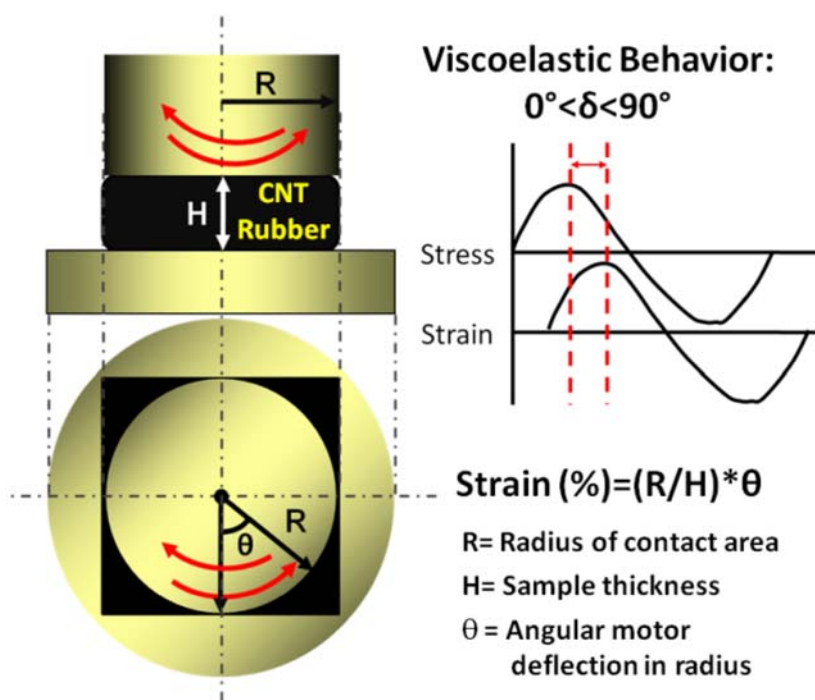 R
H
CNT
Rubber
R
θ
Viscoelastic Behavior:
0°<δ<90°
Stress
Strain
Strain (%)=(R/H)*θ
R= Radius of contact area
H= Sample thickness
θ = Angular motor
deflection in radius